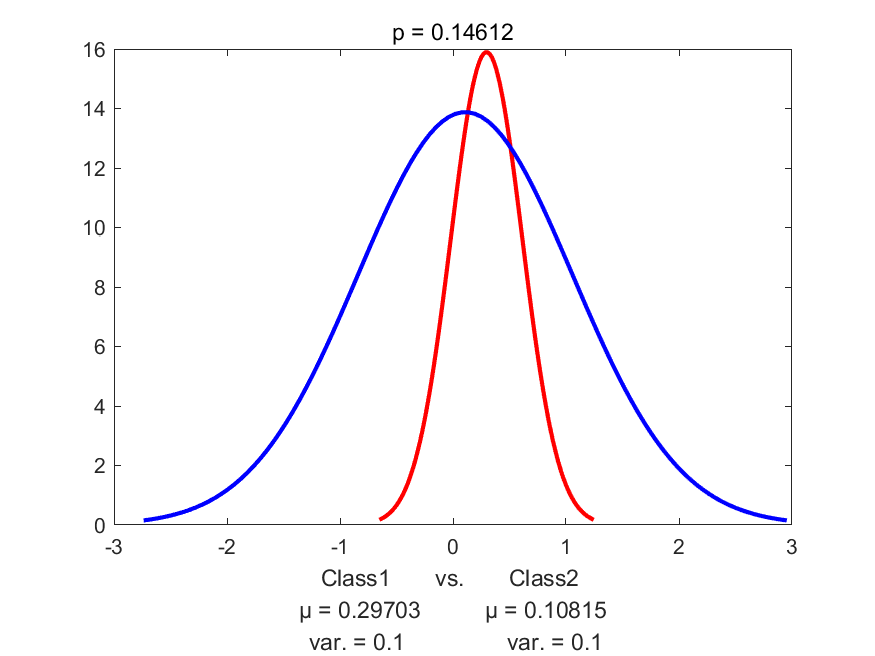 p = 0.14612
16
14
12
10
8
6
4
2
0
-3 -2 -1 0 1 2 3
Class1 vs. Class2
μ = 0.29703 μ = 0.10815
var. = 0.1 var. = 0.1